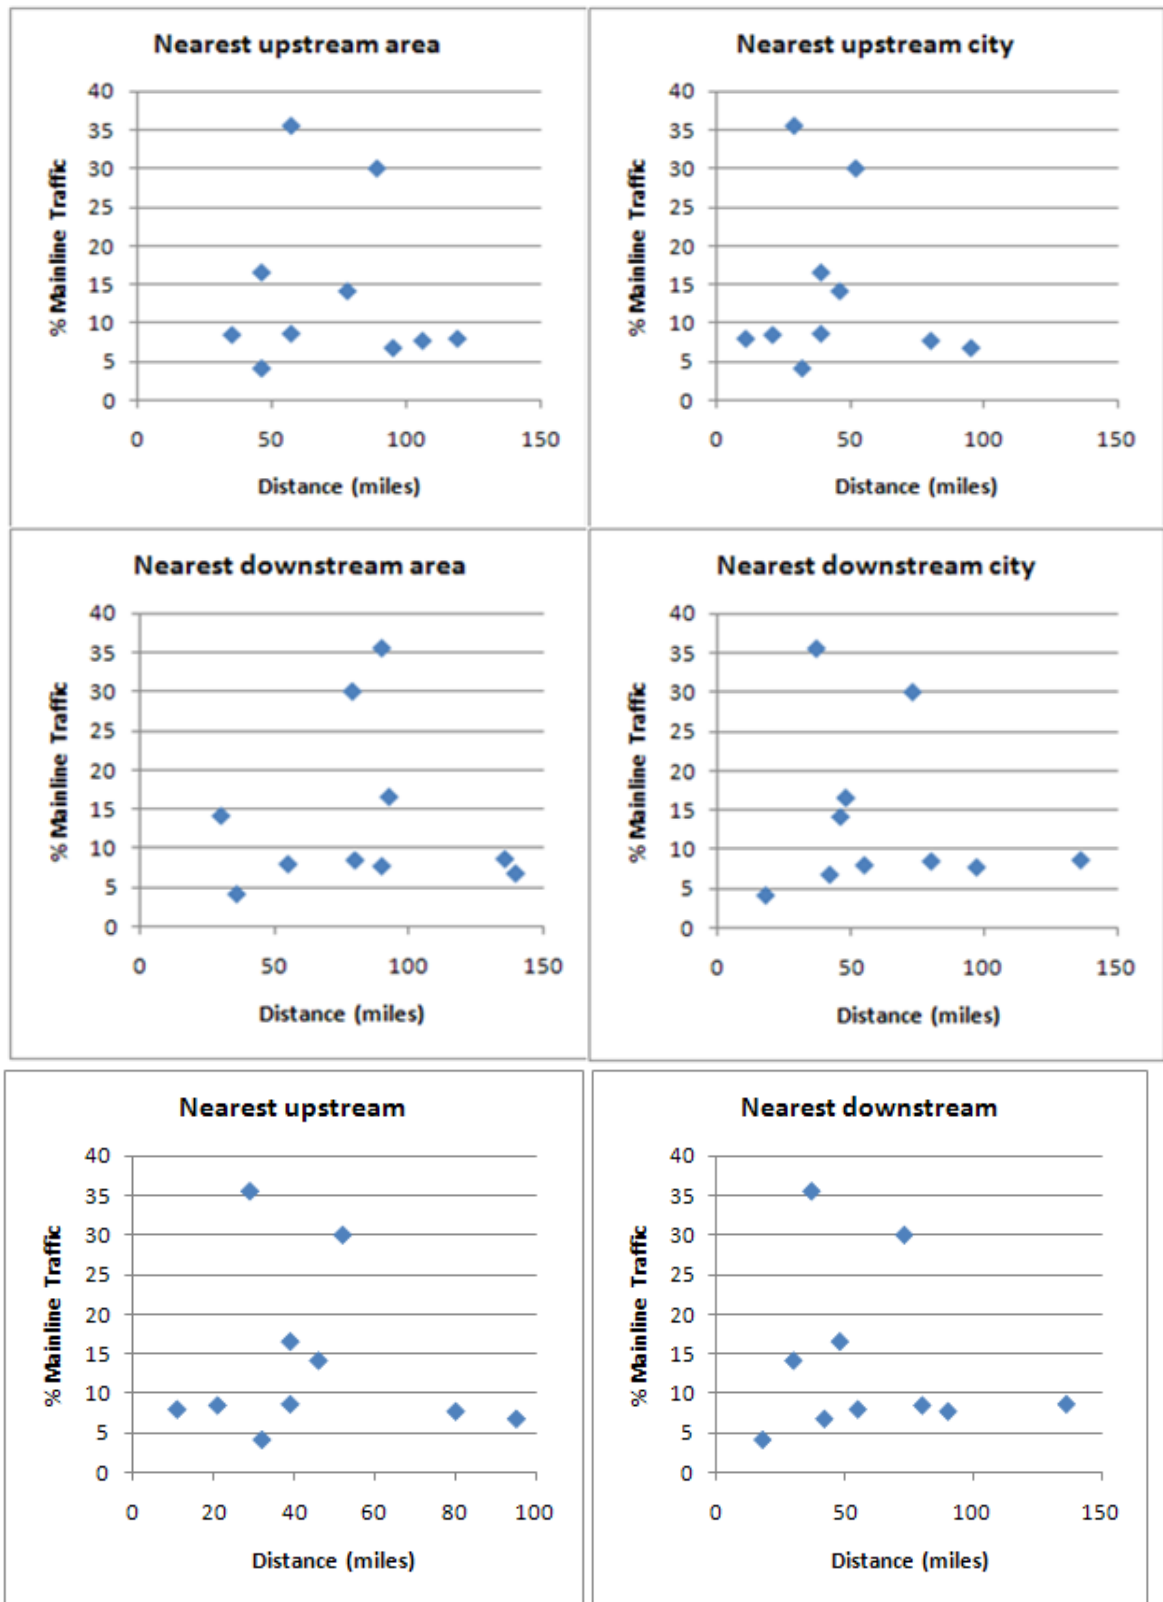 Nearest upstream area
% Mainline Traffic
40
35
30
25
20
15
10
5
0
0 50 100 150
Distance (miles)
Nearest upstream city
% Mainline Traffic
40
35
30
25
20
15
10
5
0
0 50 100 150
Distance (miles)
Nearest downstream area
% Mainline Traffic
40
35
30
25
20
15
10
5
0
0 50 100 150
Distance (miles)
Nearest downstream city
% Mainline Traffic
40
35
30
25
20
15
10
5
0
0 50 100 150
Distance (miles)
Nearest upstream
% Mainline Traffic
40
35
30
25
20
15
10
5
0
0 20 40 60 80 100
Distance (miles)
Nearest downstream
% Mainline Traffic
40
35
30
25
20
15
10
5
0
0 50 100 150
Distance (miles)